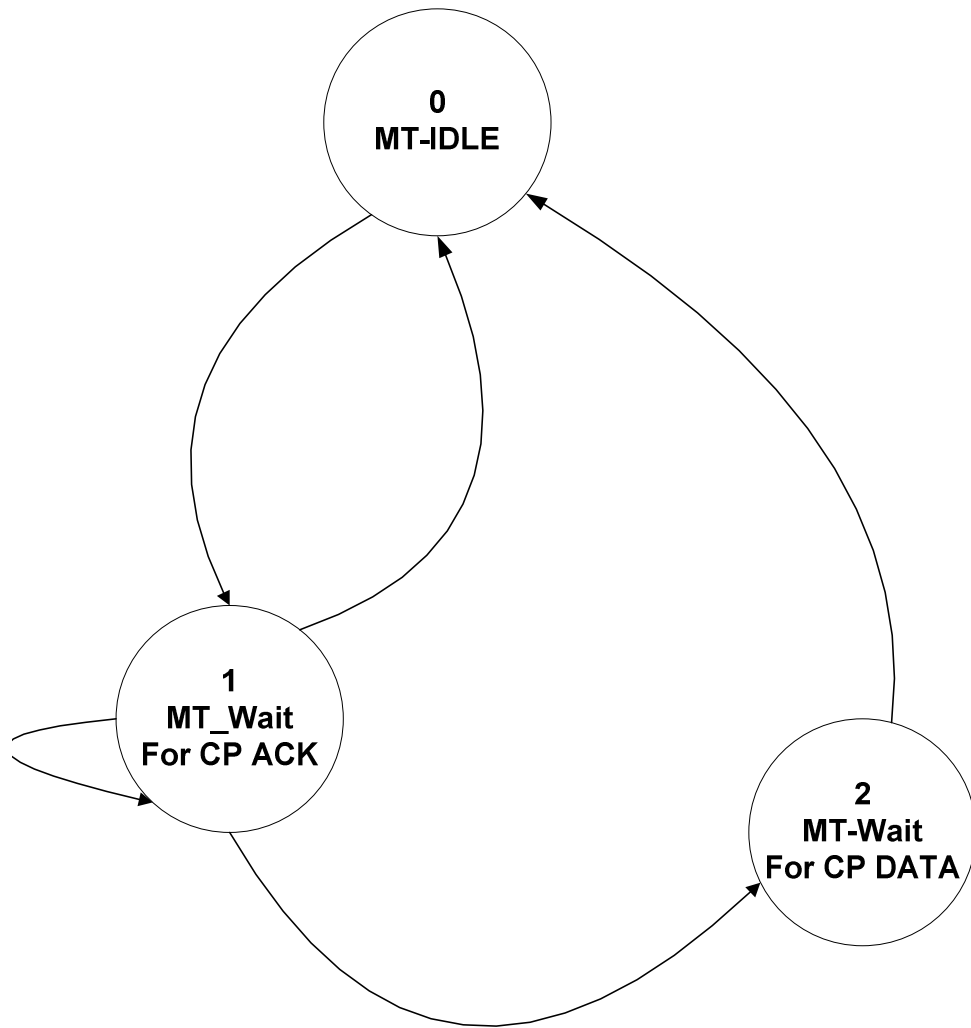 0
MT-IDLE
1
MT_Wait
For CP ACK
2
MT-Wait
For CP DATA